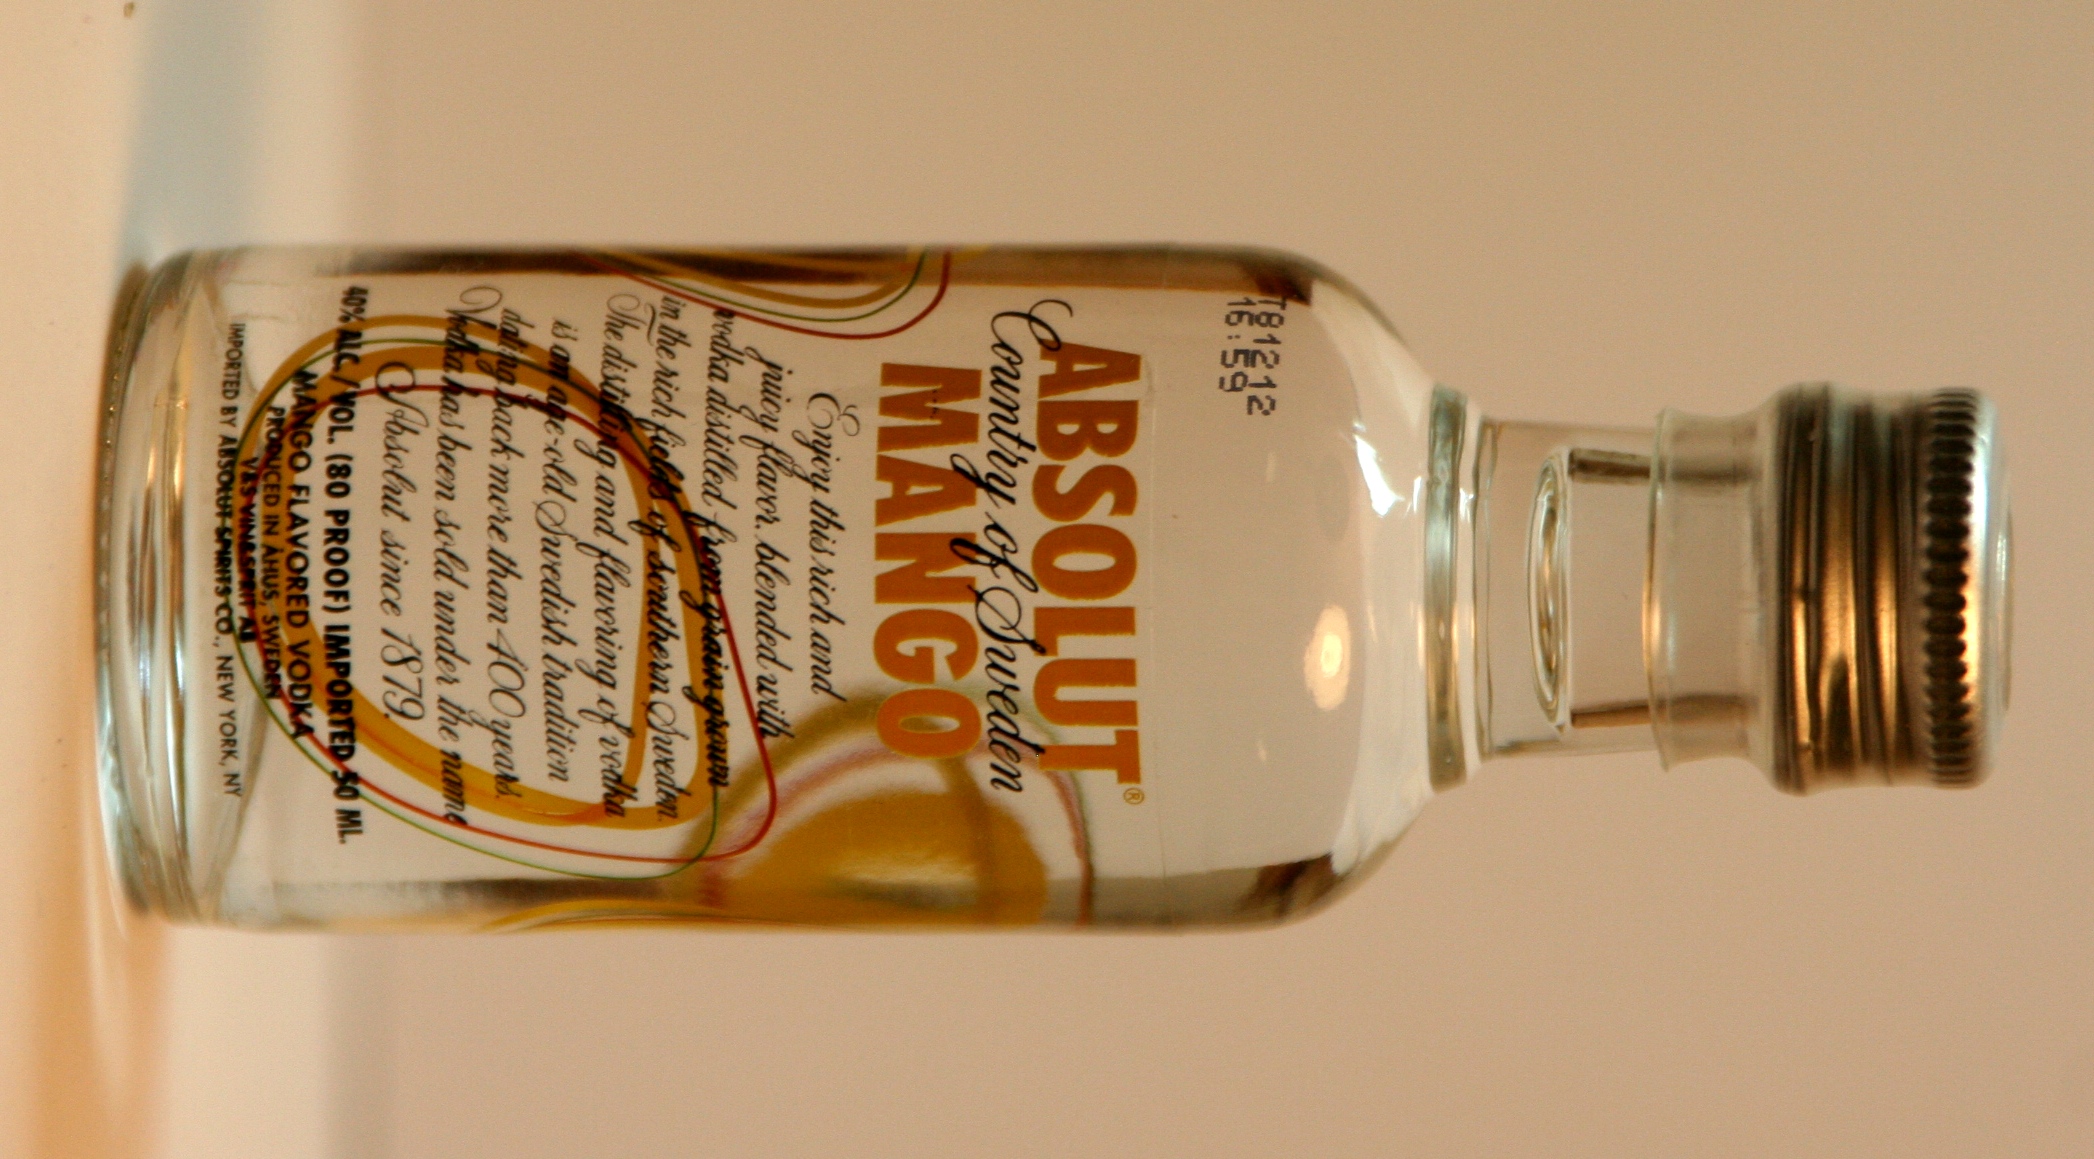 T81212
16:59
ABSOLUT®
Country of Sweden
MANGO
Enjoy this rich and
juicy flavor, blended with
vodka distilled from grain grown
in the rich fields of southern Sweden.
The distilling and flavoring of vodka
is an age-old Swedish tradition
dating back more than 400 years.
Vodka has been sold under the name
Absolut since 1879.
40% ALC./VOL. (80 PROOF) IMPORTED 50 ML.
MANGO FLAVORED VODKA
PRODUCED IN ÅHUS, SWEDEN
V&S VIN&SPRIT AB
IMPORTED BY ABSOLUT SPIRITS CO., NEW YORK, NY